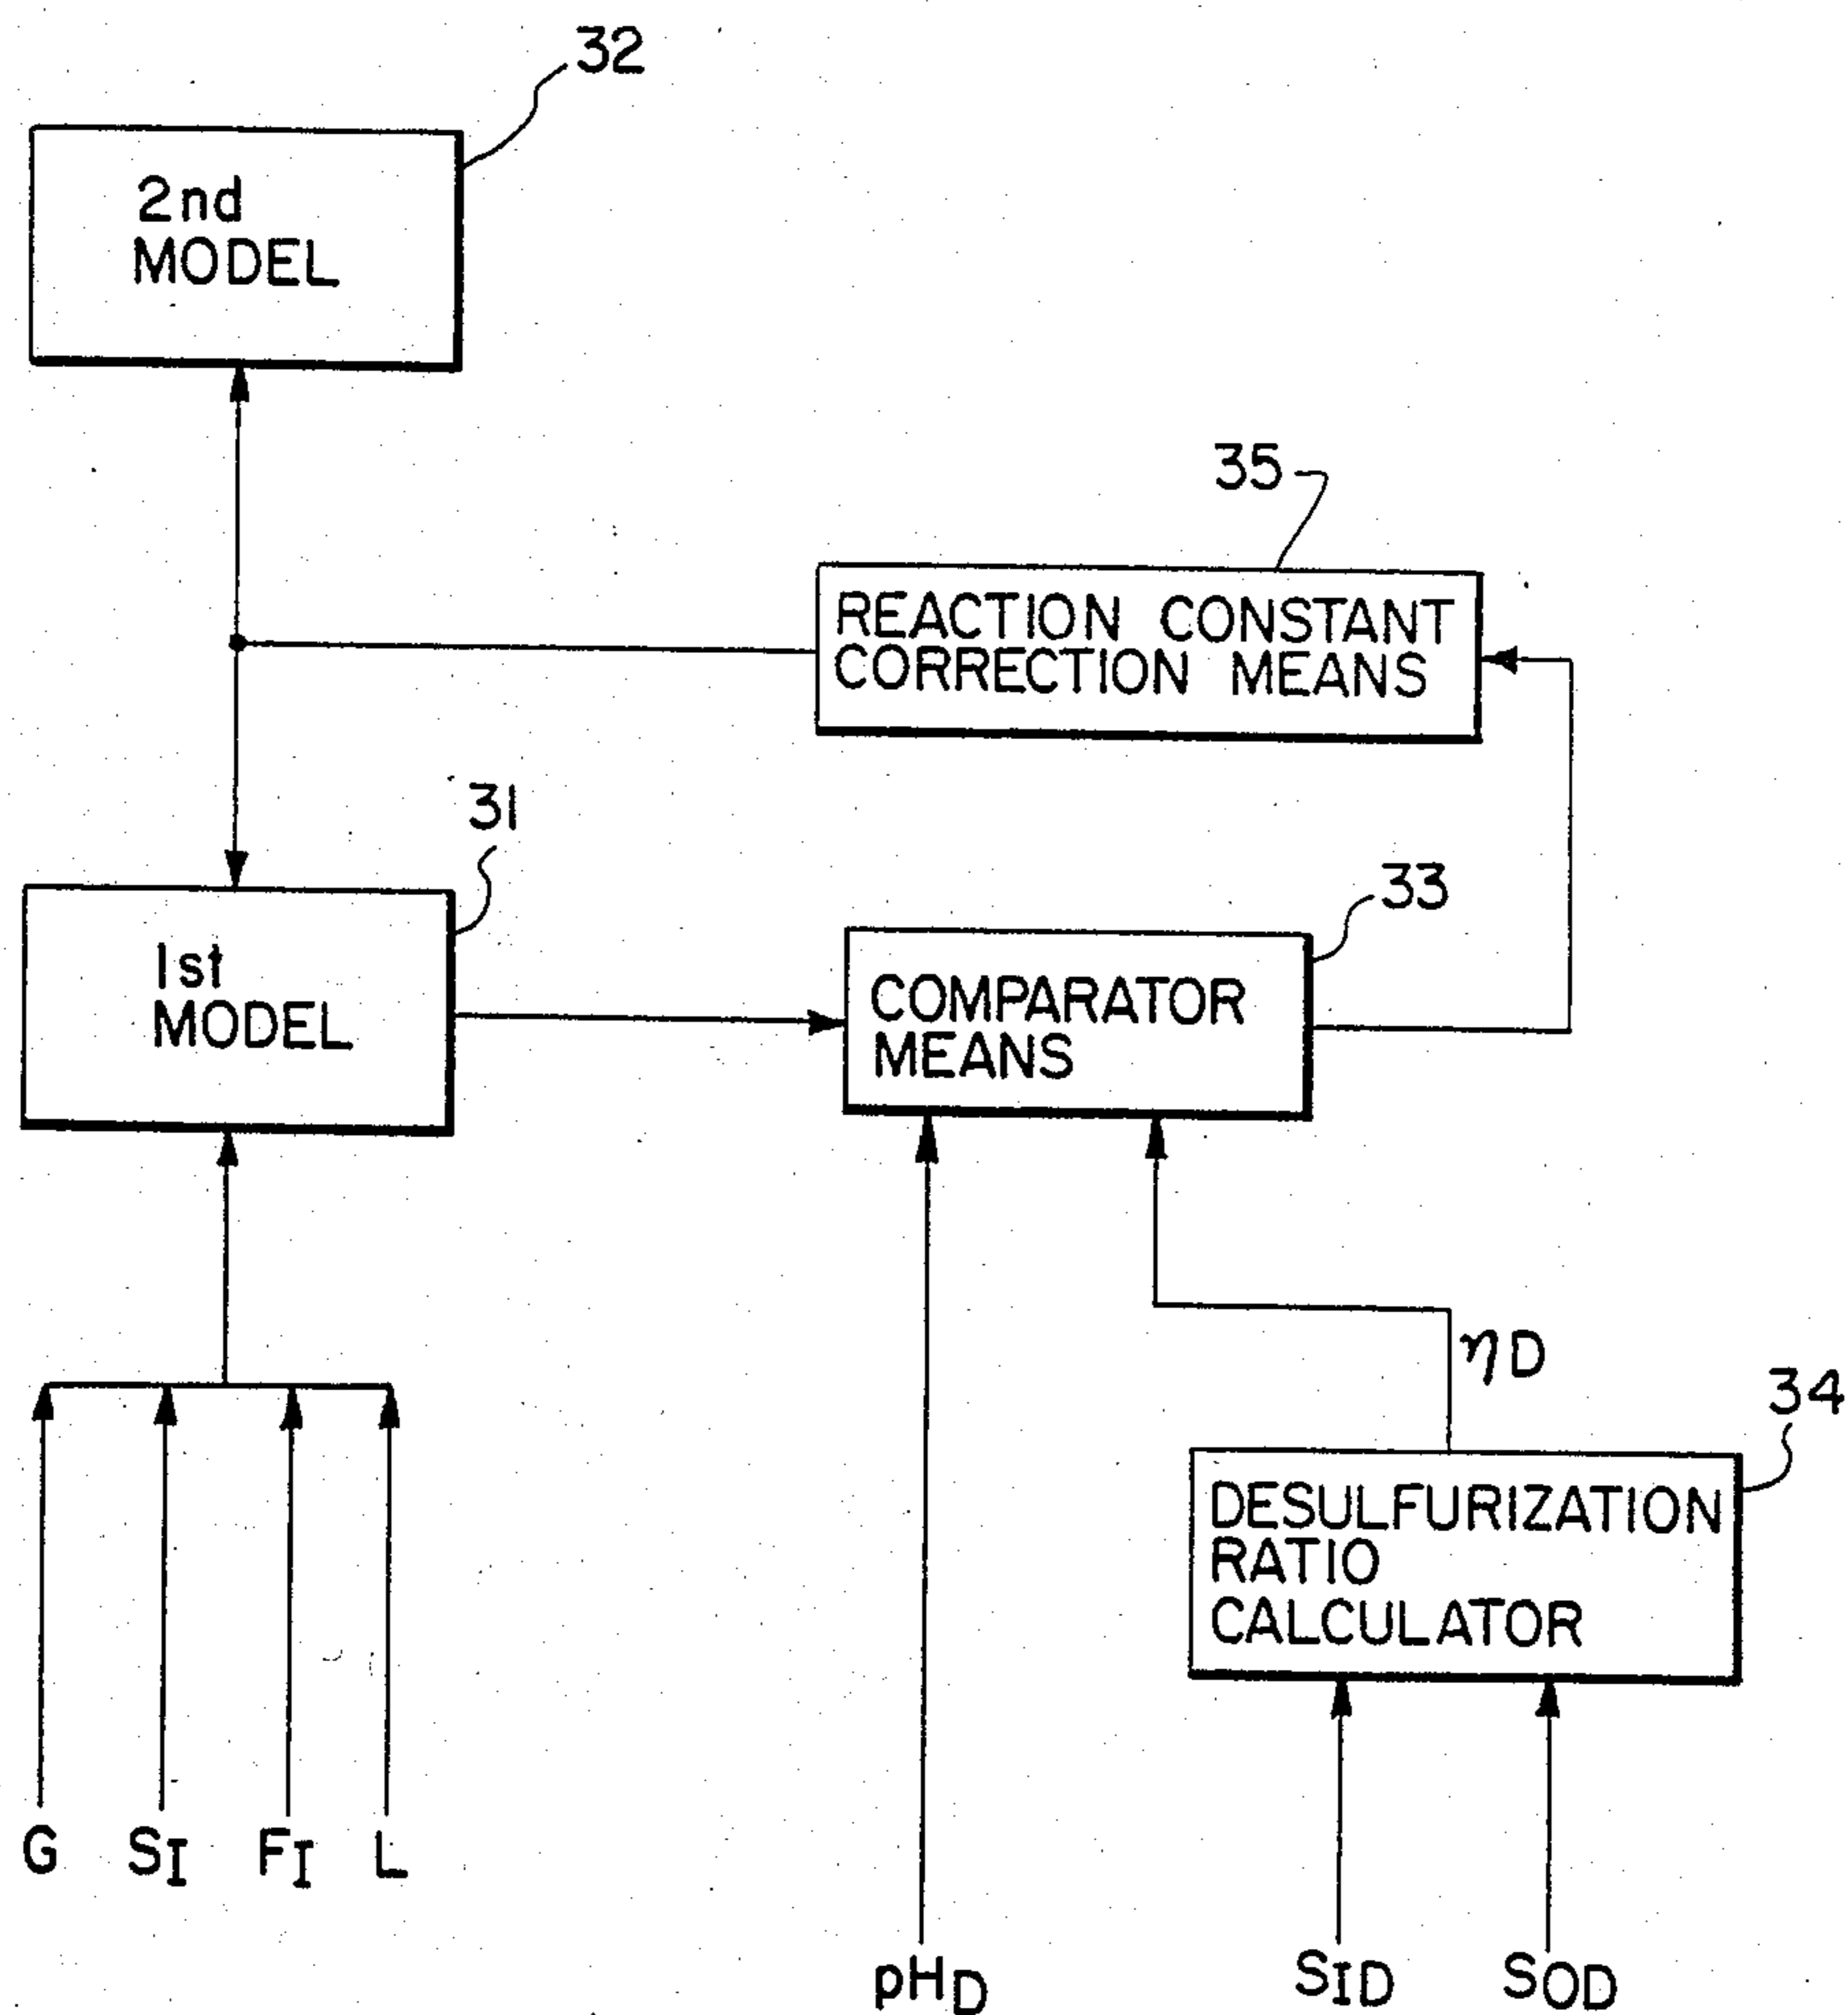 32
2nd
MODEL
35
REACTION CONSTANT
CORRECTION MEANS
31
33
1st
MODEL
COMPARATOR
MEANS
ηD
34
DESULFURIZATION
RATIO
CALCULATOR
G SI FI L
pHD SID SOD